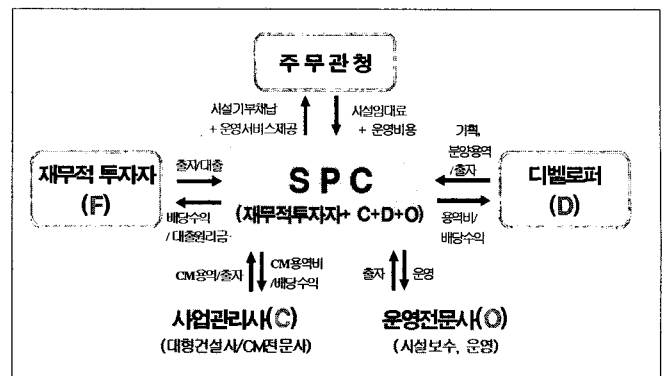 주무관청
시설기부채납
+ 운영서비스제공
시설임대료
+ 운영비용
재무적 투자자
(F)
출자/대출
배당수익
/대출원리금
SPC
(재무적투자자+ C+D+O)
기획,
분양용역
/출자
용역비/
배당수익
디벨로퍼
(D)
CM용역/출자
CM용역비
/배당수익
출자
운영
사업관리사(C)
(대형건설사/CM전문사)
운영전문사(O)
(시설보수, 운영)